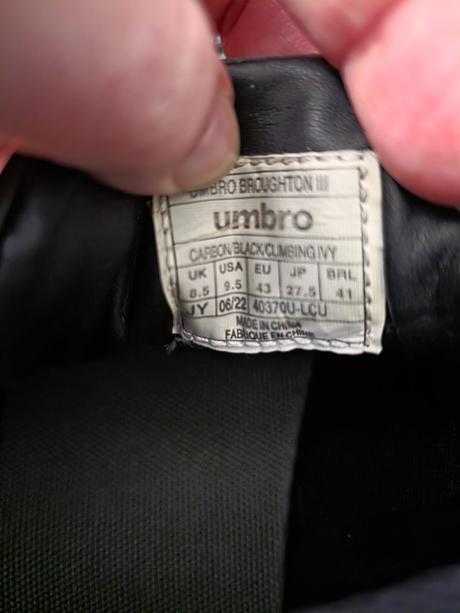 UMBRO BROUGHTON III
umbro
CARBON/BLACK/CLIMBING IVY
UK USA EU JP BRL
8.5 9.5 43 27.5 41
JY 06/22 40370U-LCU
MADE IN CHINA
FABRIQUE EN CHINE